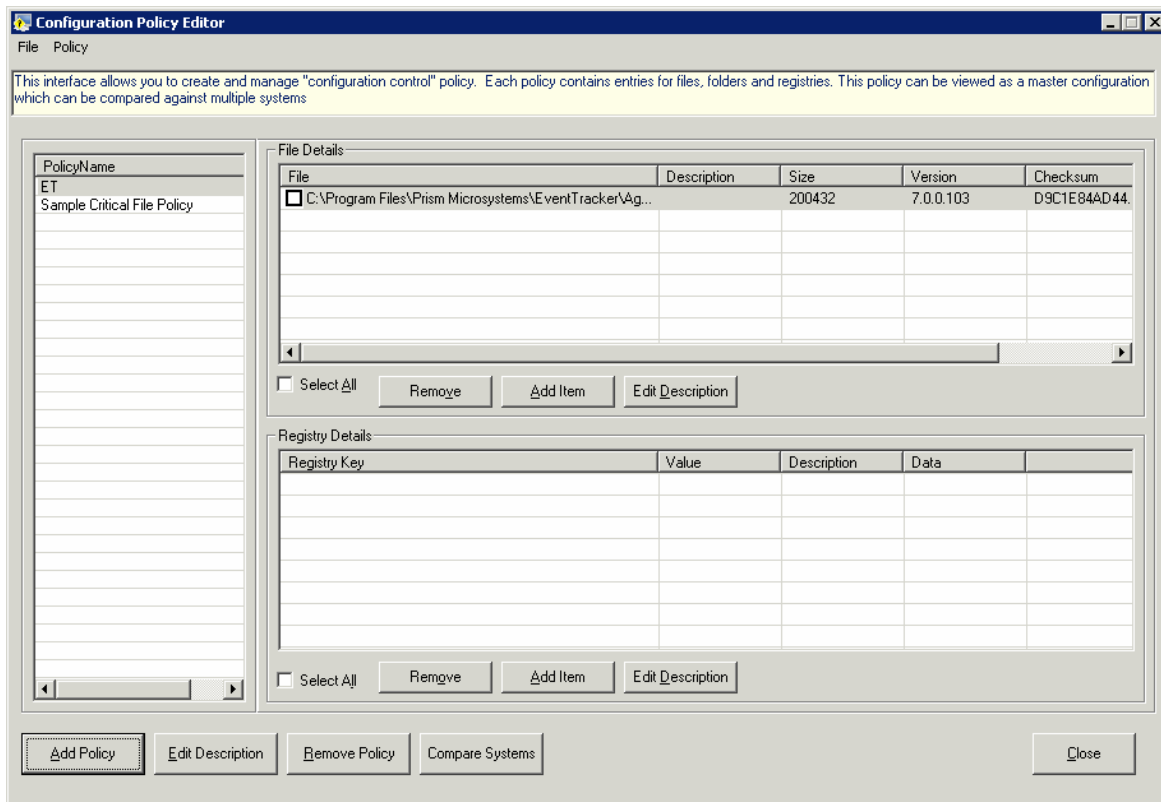 Configuration Policy Editor
File Policy
This interface allows you to create and manage "configuration control" policy. Each policy contains entries for files, folders and registries. This policy can be viewed as a master configuration
which can be compared against multiple systems
PolicyName
ET
Sample Critical File Policy
File Details
File Description Size Version Checksum
C:\Program Files\Prism Microsystems\EventTracker\Ag... 200432 7.0.0.103 D9C1E84AD44.
Select All Remove Add Item Edit Description
Registry Details
Registry Key Value Description Data
Select All Remove Add Item Edit Description
Add Policy Edit Description Remove Policy Compare Systems Close